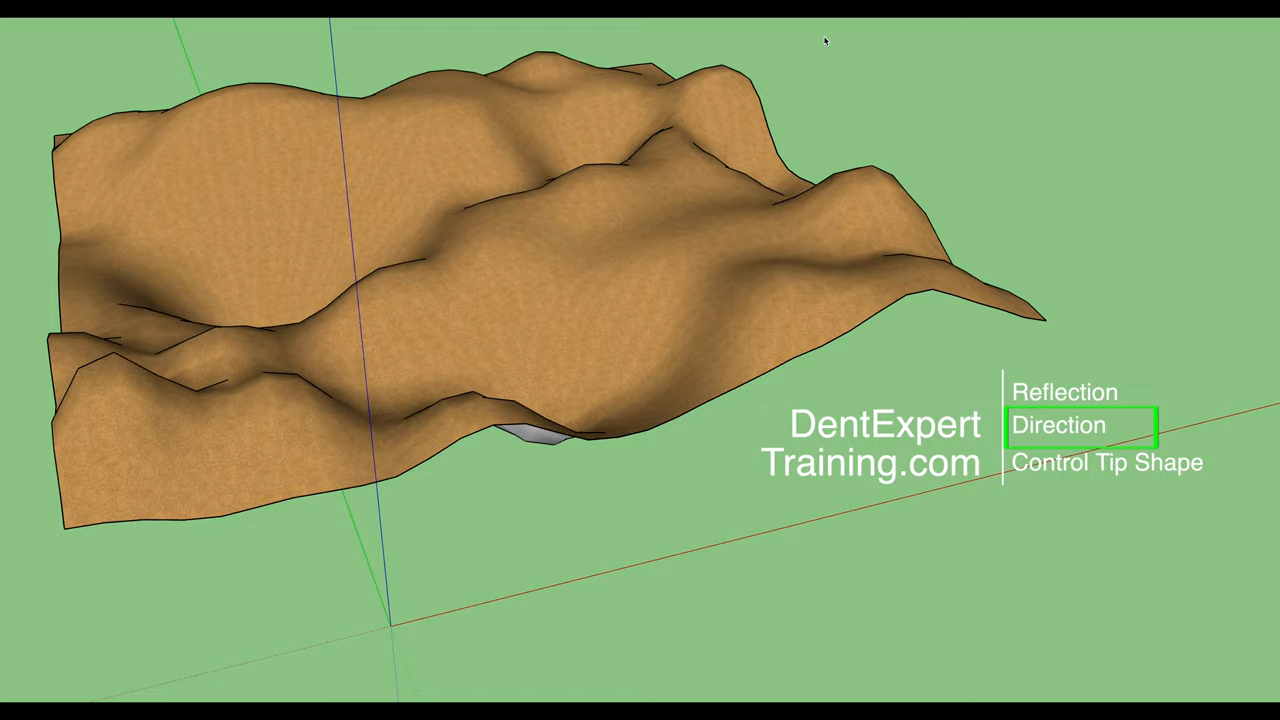 DentExpert
Training.com
Reflection
Direction
Control Tip Shape